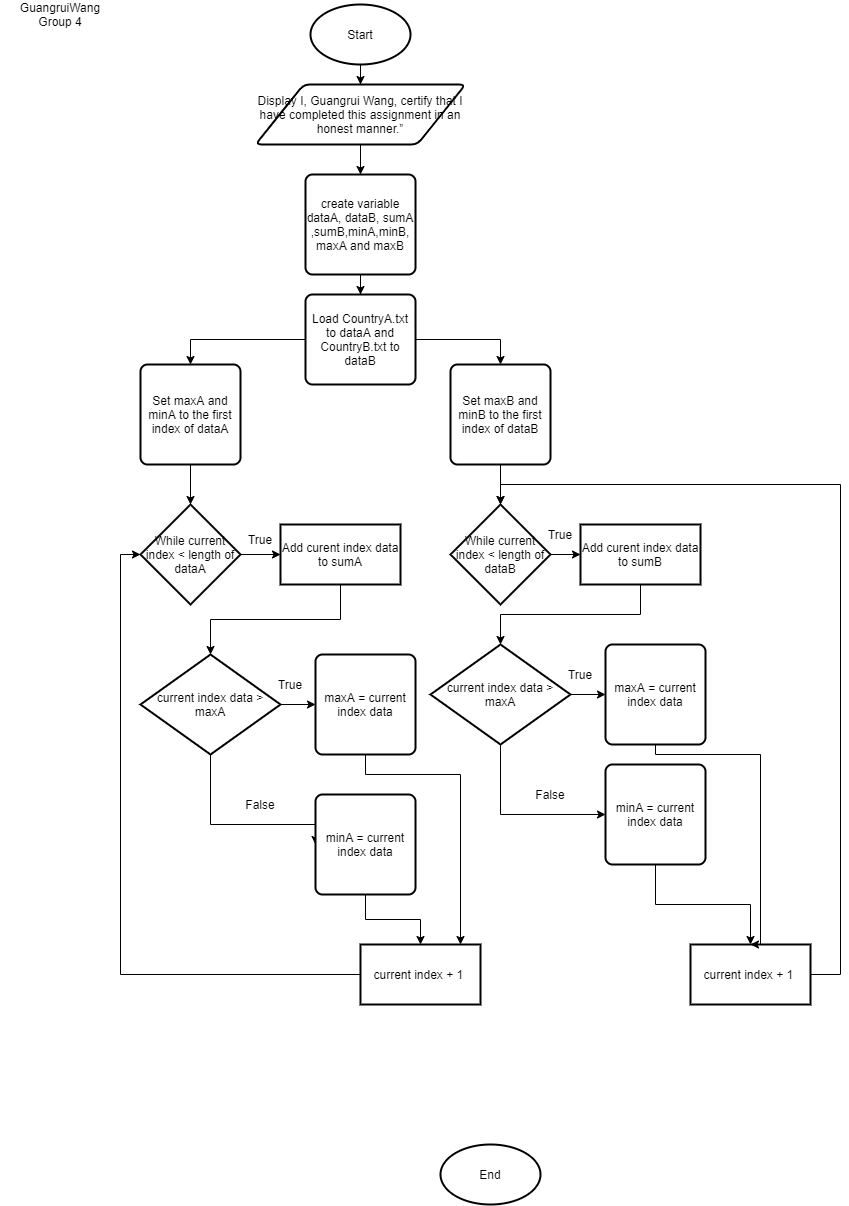 GuangruiWang
Group 4
Start
Display I, Guangrui Wang, certify that I
have completed this assignment in an
honest manner.”
create variable
dataA, dataB, sumA
,sumB,minA,minB,
maxA and maxB
Load CountryA.txt
to dataA and
CountryB.txt to
dataB
Set maxA and
minA to the first
index of dataA
Set maxB and
minB to the first
index of dataB
While current
index < length of
dataA
True
Add curent index data
to sumA
While current
index < length of
dataB
True
Add curent index data
to sumB
current index data >
maxA
True
maxA = current
index data
current index data >
maxA
True
maxA = current
index data
False
minA = current
index data
False
minA = current
index data
current index + 1
current index + 1
End